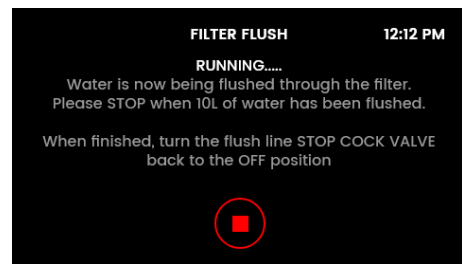 FILTER FLUSH 12:12 PM
RUNNING.....
Water is now being flushed through the filter.
Please STOP when 10L of water has been flushed.
When finished, turn the flush line STOP COCK VALVE
back to the OFF position